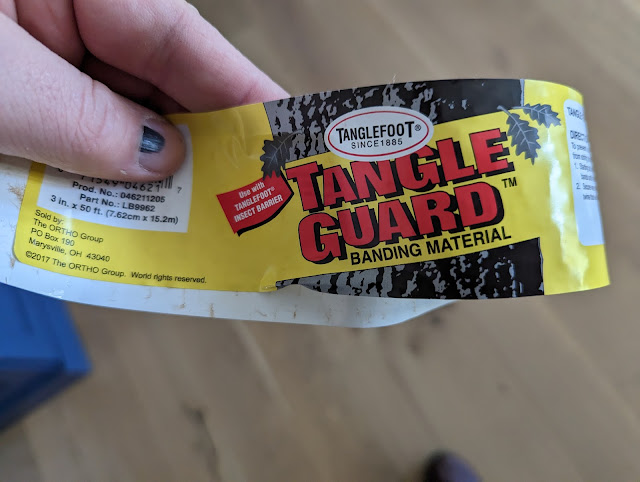 Prod. No.: 046211205
Part No.: LB9962
3 in. x 50 ft. (7.62cm x 15.2m)
Sold by:
The ORTHO Group
PO Box 190
Marysville, OH 43040
©2017 The ORTHO Group. World rights reserved.
Use with
TANGLEFOOT®
INSECT BARRIER
TANGLEFOOT®
SINCE 1885
TANGLE
GUARD™
BANDING MATERIAL